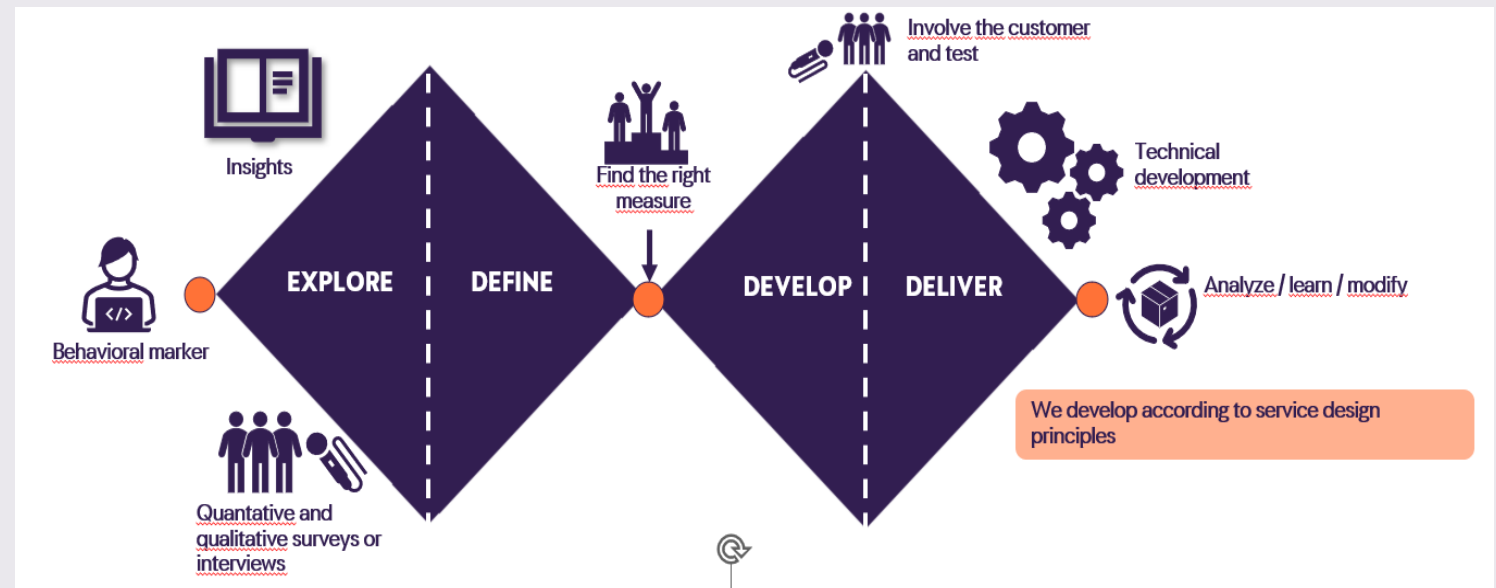 Insights
Behavioral marker
Quantative and
qualitative surveys or
interviews
EXPLORE
DEFINE
Find the right
measure
DEVELOP
DELIVER
Involve the customer
and test
Technical
development
Analyze / learn / modify
We develop according to service design
principles